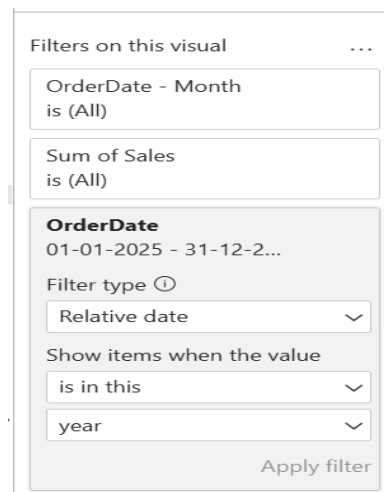 Filters on this visual ...
OrderDate - Month
is (All)
Sum of Sales
is (All)
OrderDate
01-01-2025 - 31-12-2...
Filter type
Relative date
Show items when the value
is in this
year
Apply filter